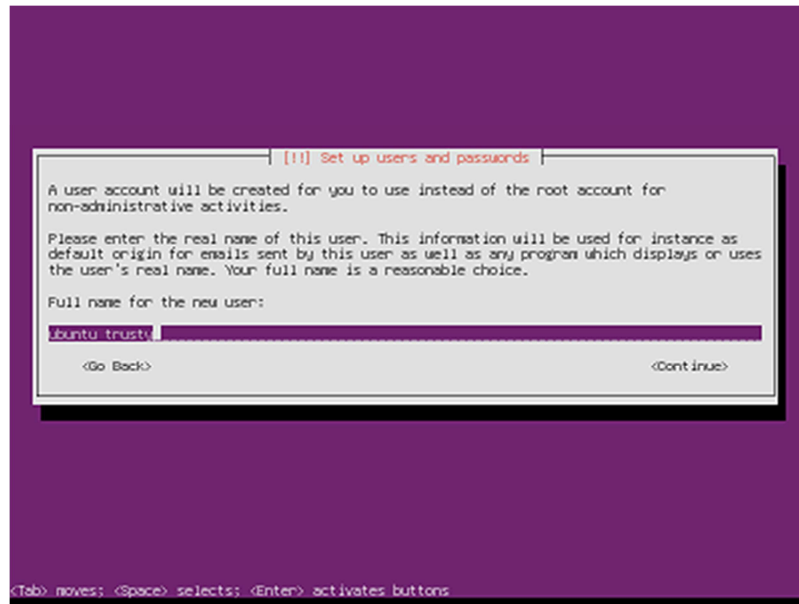 [!!] Set up users and passwords
A user account will be created for you to use instead of the root account for
non-administrative activities.
Please enter the real name of this user. This information will be used for instance as
default origin for emails sent by this user as well as any program which displays or uses
the user's real name. Your full name is a reasonable choice.
Full name for the new user:
ubuntu trusty
<Go Back> <Continue>
<Tab> moves; <Space> selects; <Enter> activates buttons